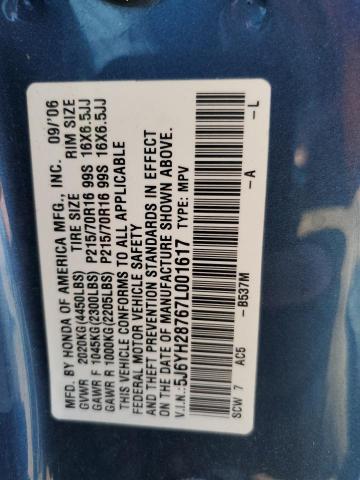 MFD. BY HONDA OF AMERICA MFG., INC. 09/'06
TIRE SIZE RIM SIZE
GVWR 2020KG(4450LBS)
GAWR F 1045KG(2300LBS) P215/70R16 99S 16X6.5JJ
GAWR R 1000KG(2205LBS) P215/70R16 99S 16X6.5JJ
THIS VEHICLE CONFORMS TO ALL APPLICABLE
FEDERAL MOTOR VEHICLE SAFETY
AND THEFT PREVENTION STANDARDS IN EFFECT
ON THE DATE OF MANUFACTURE SHOWN ABOVE.
V.I.N.:5J6YH28767L001617 TYPE: MPV
SCW 7 AC5 -B537M -A -L